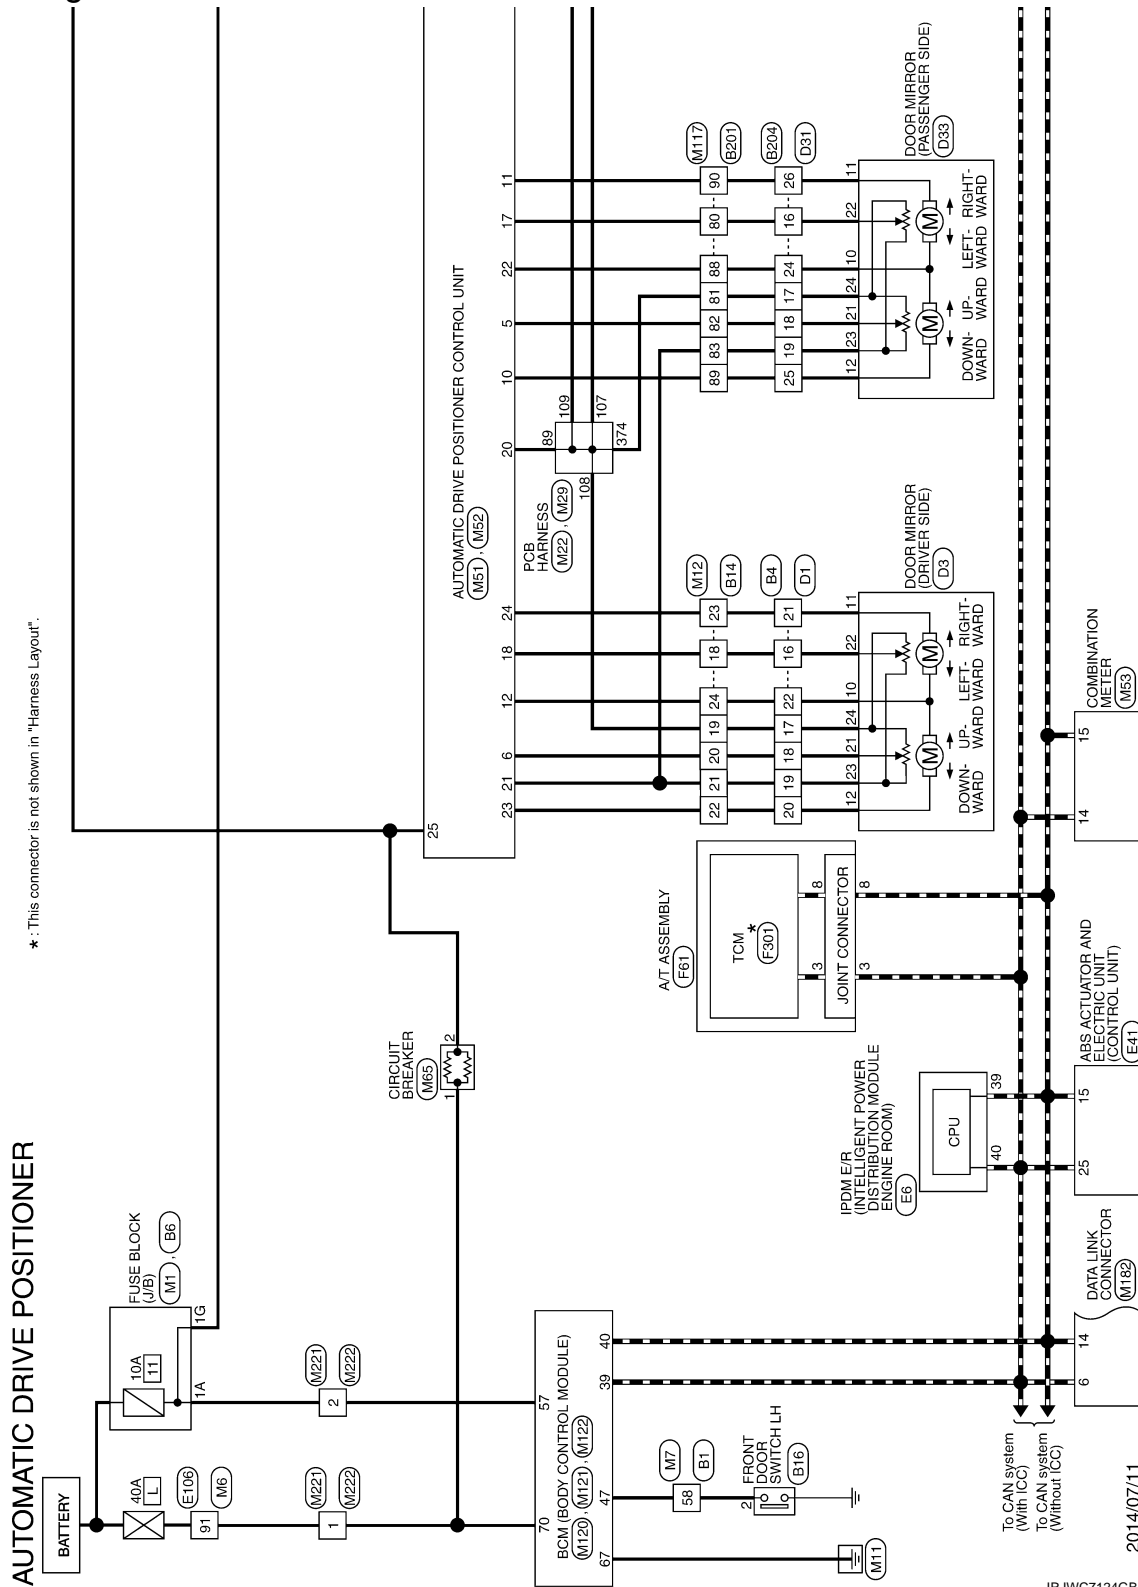 AUTOMATIC DRIVE POSITIONER
* : This connector is not shown in "Harness Layout".
BATTERY
40A
L
E106
M6
91
M221
M222
1
10A
11
FUSE BLOCK
(J/B)
M1 , B6
1A
1G
M221
M222
2
CIRCUIT
BREAKER
M65
1
2
70
57
BCM (BODY CONTROL MODULE)
M120 , M121 , M122
67
47
39
40
M11
M7
B1
58
2
FRONT
DOOR
SWITCH LH
B16
AUTOMATIC DRIVE POSITIONER CONTROL UNIT
M51 , M52
25
23
21
6
12
18
24
20
10
5
22
17
11
PCB
HARNESS
M22 , M29
89
109
107
108
374
M12
B14
22
21
20
19
24
18
23
B4
D1
20
19
18
17
22
16
21
12
23
21
24
10
22
11
DOOR MIRROR
(DRIVER SIDE)
D3
M
M
DOWN-
WARD
UP-
WARD
LEFT-
WARD
RIGHT-
WARD
M117
B201
89
83
82
81
88
80
90
B204
D31
25
19
18
17
24
16
26
12
23
21
24
10
22
11
DOOR MIRROR
(PASSENGER SIDE)
D33
M
M
DOWN-
WARD
UP-
WARD
LEFT-
WARD
RIGHT-
WARD
A/T ASSEMBLY
F61
TCM
*
F301
3
8
JOINT CONNECTOR
3
8
IPDM E/R
(INTELLIGENT POWER
DISTRIBUTION MODULE
ENGINE ROOM)
E6
CPU
40
39
To CAN system
(With ICC)
To CAN system
(Without ICC)
DATA LINK
CONNECTOR
M182
6
14
ABS ACTUATOR AND
ELECTRIC UNIT
(CONTROL UNIT)
E41
25
15
COMBINATION
METER
M53
14
15
2014/07/11